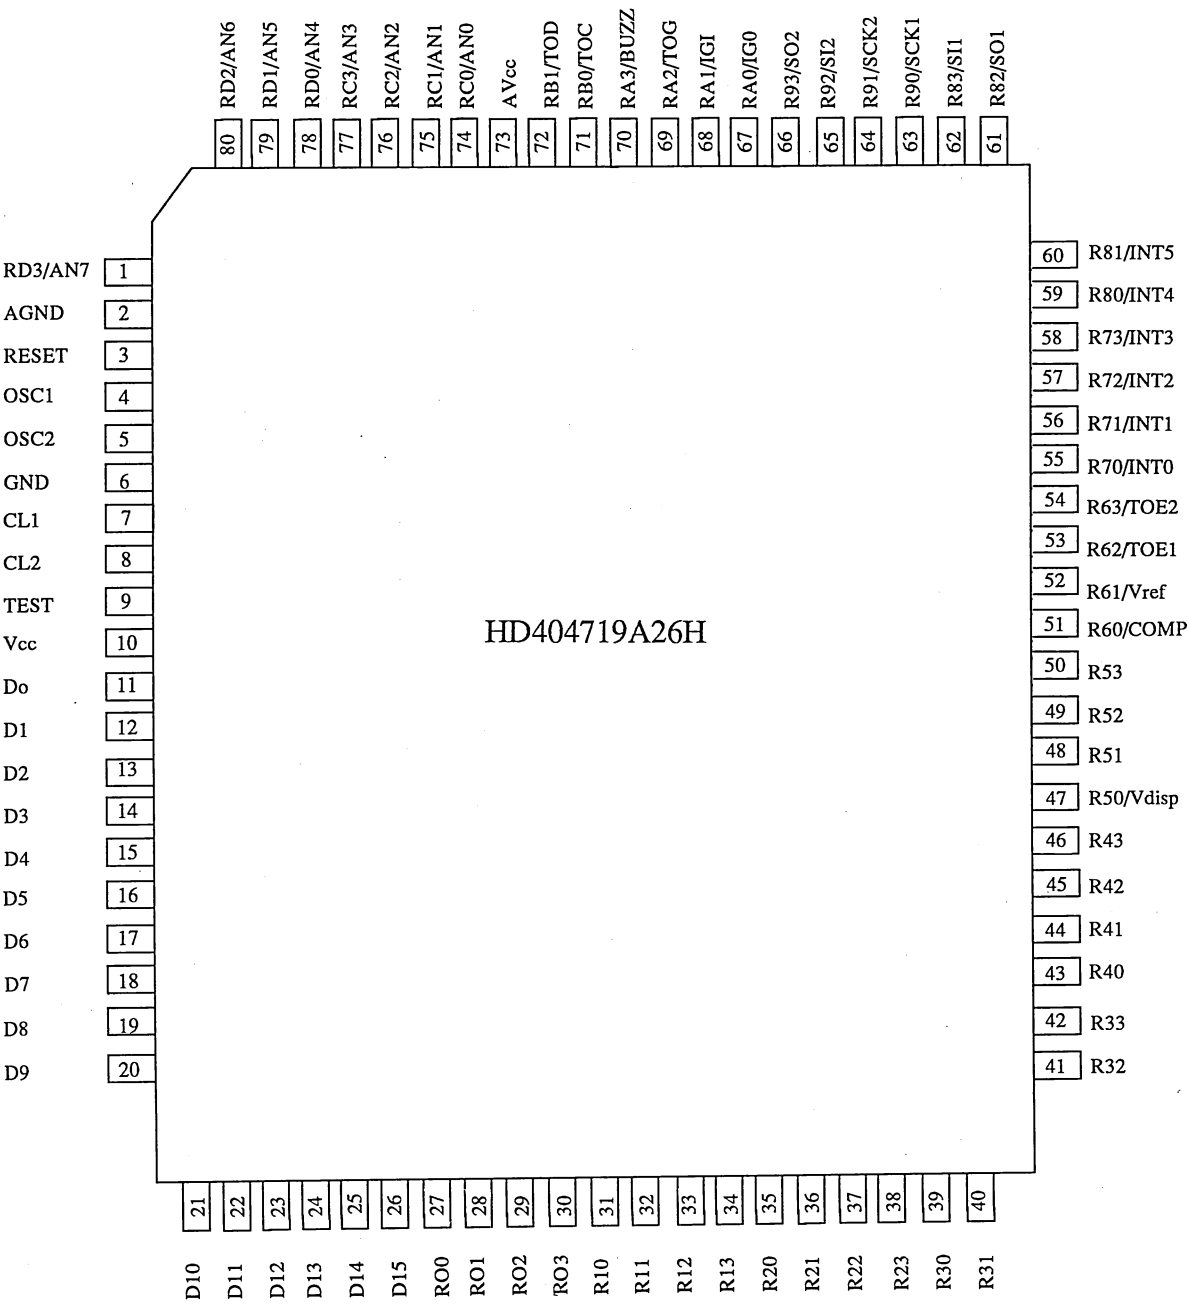 RD2/AN6
RD1/AN5
RD0/AN4
RC3/AN3
RC2/AN2
RC1/AN1
RC0/AN0
AVcc
RB1/TOD
RB0/TOC
RA3/BUZZ
RA2/TOG
RA1/IGI
RA0/IG0
R93/SO2
R92/SI2
R91/SCK2
R90/SCK1
R83/SI1
R82/SO1
80
79
78
77
76
75
74
73
72
71
70
69
68
67
66
65
64
63
62
61
RD3/AN7 1
AGND 2
RESET 3
OSC1 4
OSC2 5
GND 6
CL1 7
CL2 8
TEST 9
Vcc 10
Do 11
D1 12
D2 13
D3 14
D4 15
D5 16
D6 17
D7 18
D8 19
D9 20
HD404719A26H
60 R81/INT5
59 R80/INT4
58 R73/INT3
57 R72/INT2
56 R71/INT1
55 R70/INT0
54 R63/TOE2
53 R62/TOE1
52 R61/Vref
51 R60/COMP
50 R53
49 R52
48 R51
47 R50/Vdisp
46 R43
45 R42
44 R41
43 R40
42 R33
41 R32
21
22
23
24
25
26
27
28
29
30
31
32
33
34
35
36
37
38
39
40
D10
D11
D12
D13
D14
D15
RO0
RO1
RO2
RO3
R10
R11
R12
R13
R20
R21
R22
R23
R30
R31